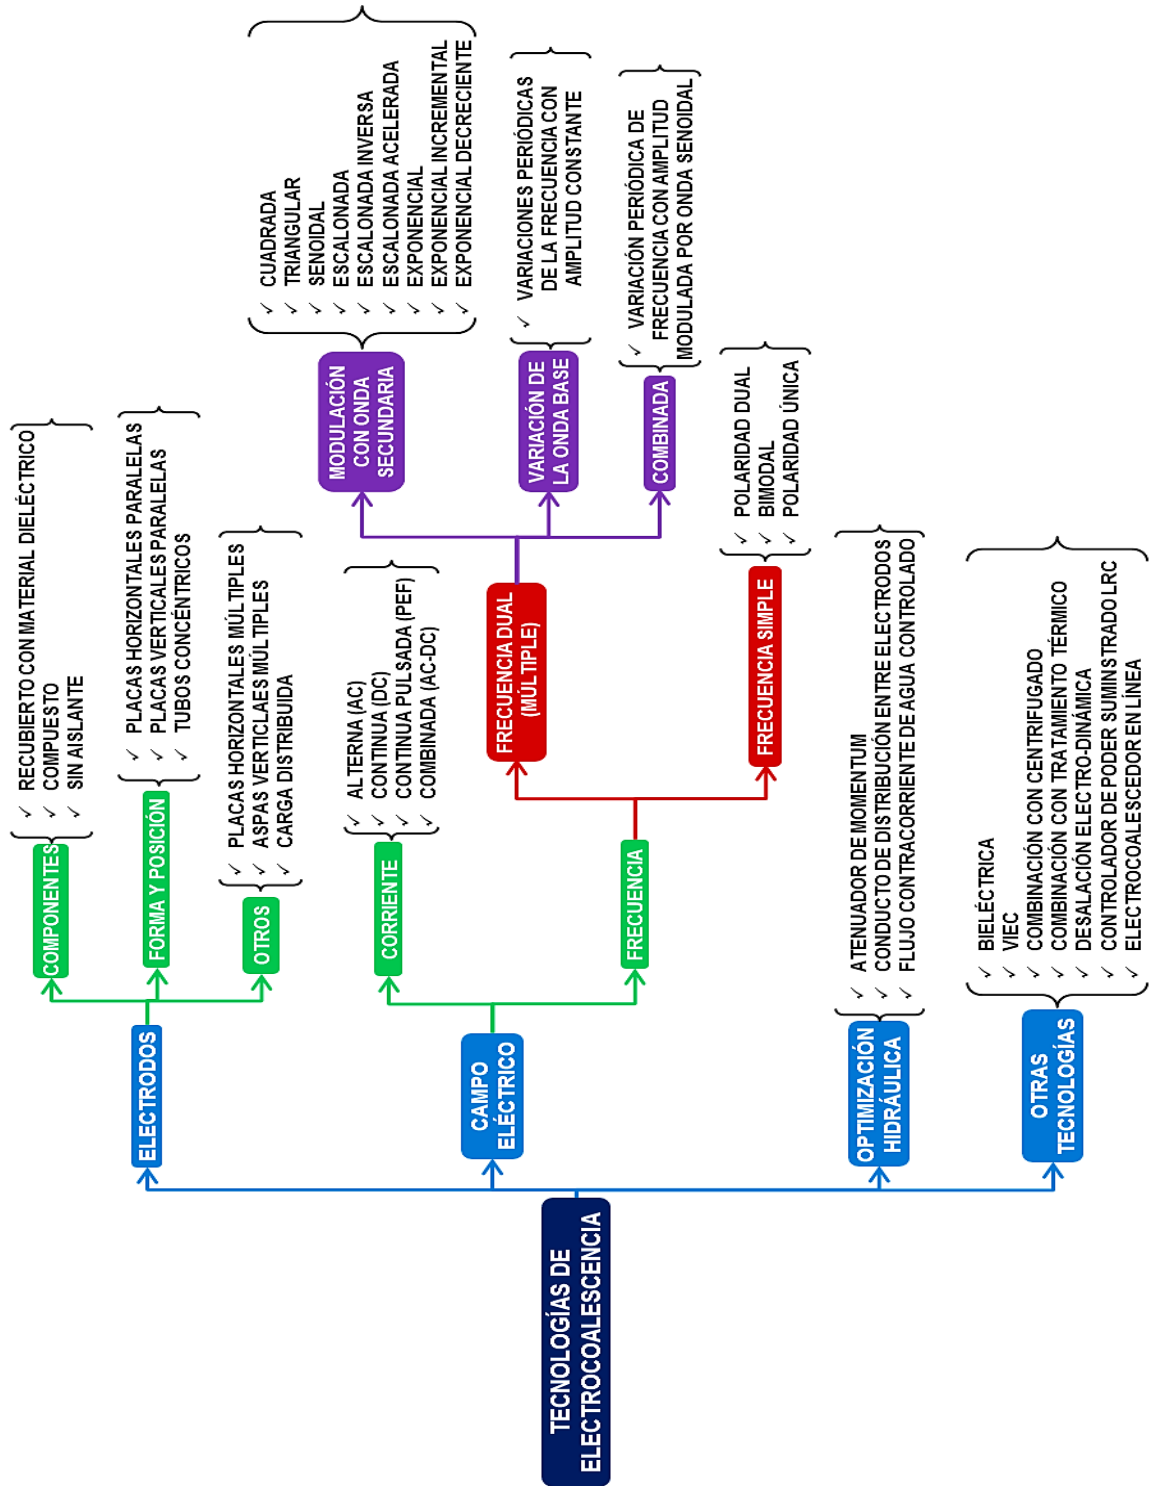 TECNOLOGÍAS DE
ELECTROCOALESCENCIA
ELECTRODOS
COMPONENTES
✓ RECUBIERTO CON MATERIAL DIELÉCTRICO
✓ COMPUESTO
✓ SIN AISLANTE
FORMA Y POSICIÓN
✓ PLACAS HORIZONTALES PARALELAS
✓ PLACAS VERTICALES PARALELAS
✓ TUBOS CONCÉNTRICOS
OTROS
✓ PLACAS HORIZONTALES MÚLTIPLES
✓ ASPAS VERTICLAES MÚLTIPLES
✓ CARGA DISTRIBUIDA
CAMPO
ELÉCTRICO
CORRIENTE
✓ ALTERNA (AC)
✓ CONTINUA (DC)
✓ CONTINUA PULSADA (PEF)
✓ COMBINADA (AC-DC)
FRECUENCIA
FRECUENCIA DUAL
(MÚLTIPLE)
MODULACIÓN
CON ONDA
SECUNDARIA
✓ CUADRADA
✓ TRIANGULAR
✓ SENOIDAL
✓ ESCALONADA
✓ ESCALONADA INVERSA
✓ ESCALONADA ACELERADA
✓ EXPONENCIAL
✓ EXPONENCIAL INCREMENTAL
✓ EXPONENCIAL DECRECIENTE
VARIACIÓN DE
LA ONDA BASE
✓ VARIACIONES PERIÓDICAS
DE LA FRECUENCIA CON
AMPLITUD CONSTANTE
COMBINADA
✓ VARIACIÓN PERIÓDICA DE
FRECUENCIA CON AMPLITUD
MODULADA POR ONDA SENOIDAL
FRECUENCIA SIMPLE
✓ POLARIDAD DUAL
✓ BIMODAL
✓ POLARIDAD ÚNICA
OPTIMIZACIÓN
HIDRÁULICA
✓ ATENUADOR DE MOMENTUM
✓ CONDUCTO DE DISTRIBUCIÓN ENTRE ELECTRODOS
✓ FLUJO CONTRACORRIENTE DE AGUA CONTROLADO
OTRAS
TECNOLOGÍAS
✓ BIELÉCTRICA
✓ VIEC
✓ COMBINACIÓN CON CENTRIFUGADO
✓ COMBINACIÓN CON TRATAMIENTO TÉRMICO
✓ DESALACIÓN ELECTRO-DINÁMICA
✓ CONTROLADOR DE PODER SUMINISTRADO LRC
✓ ELECTROCOALESCEDOR EN LÍNEA